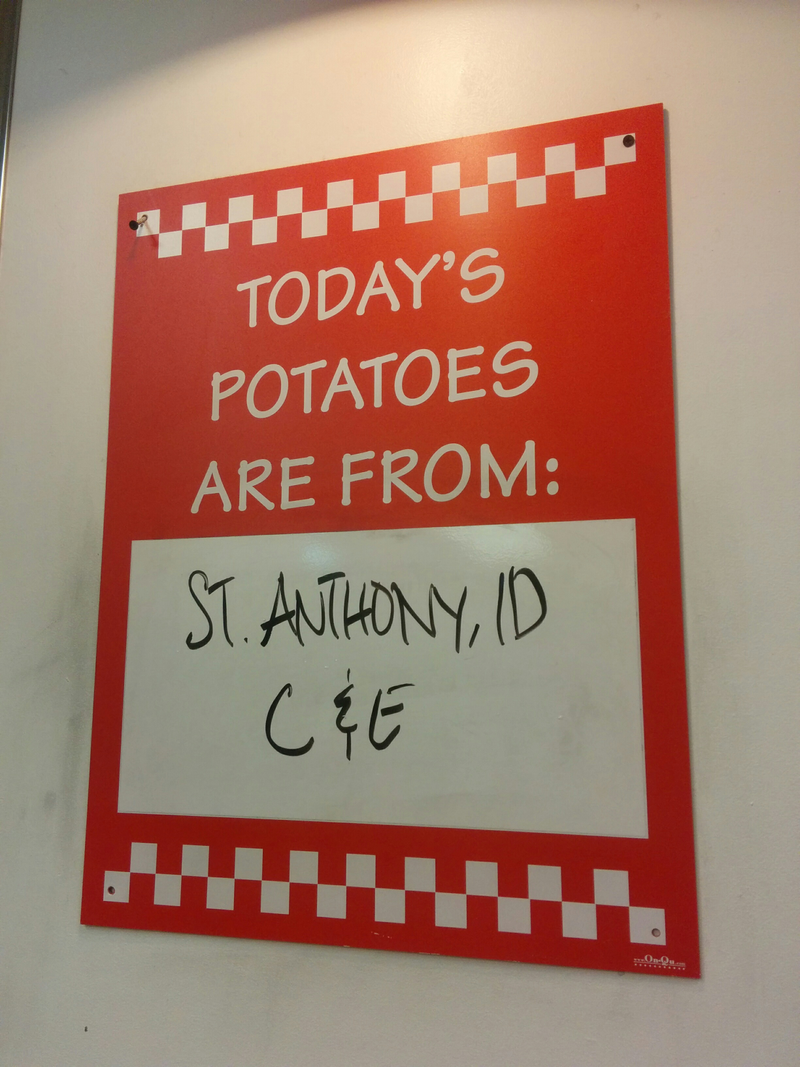 TODAY'S
POTATOES
ARE FROM:
ST. ANTHONY, ID
C & E